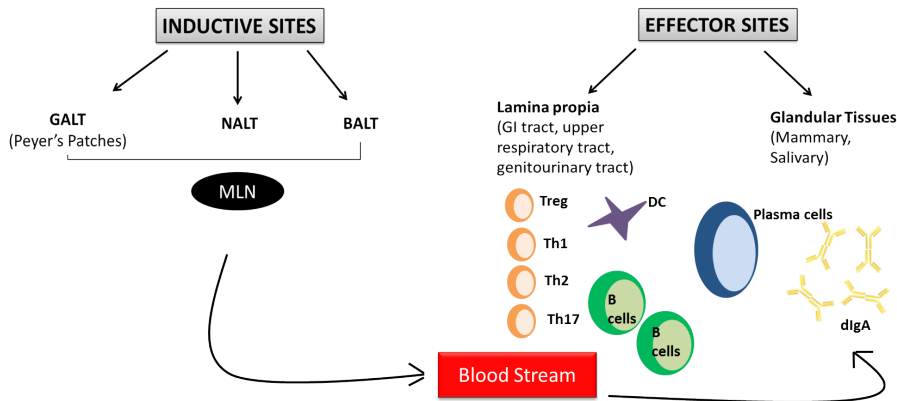 INDUCTIVE SITES
GALT
(Peyer's Patches)
NALT
BALT
MLN
EFFECTOR SITES
Lamina propia
(GI tract, upper
respiratory tract,
genitourinary tract)
Glandular Tissues
(Mammary,
Salivary)
Treg
Th1
Th2
Th17
DC
B
cells
B
cells
Plasma cells
dIgA
Blood Stream